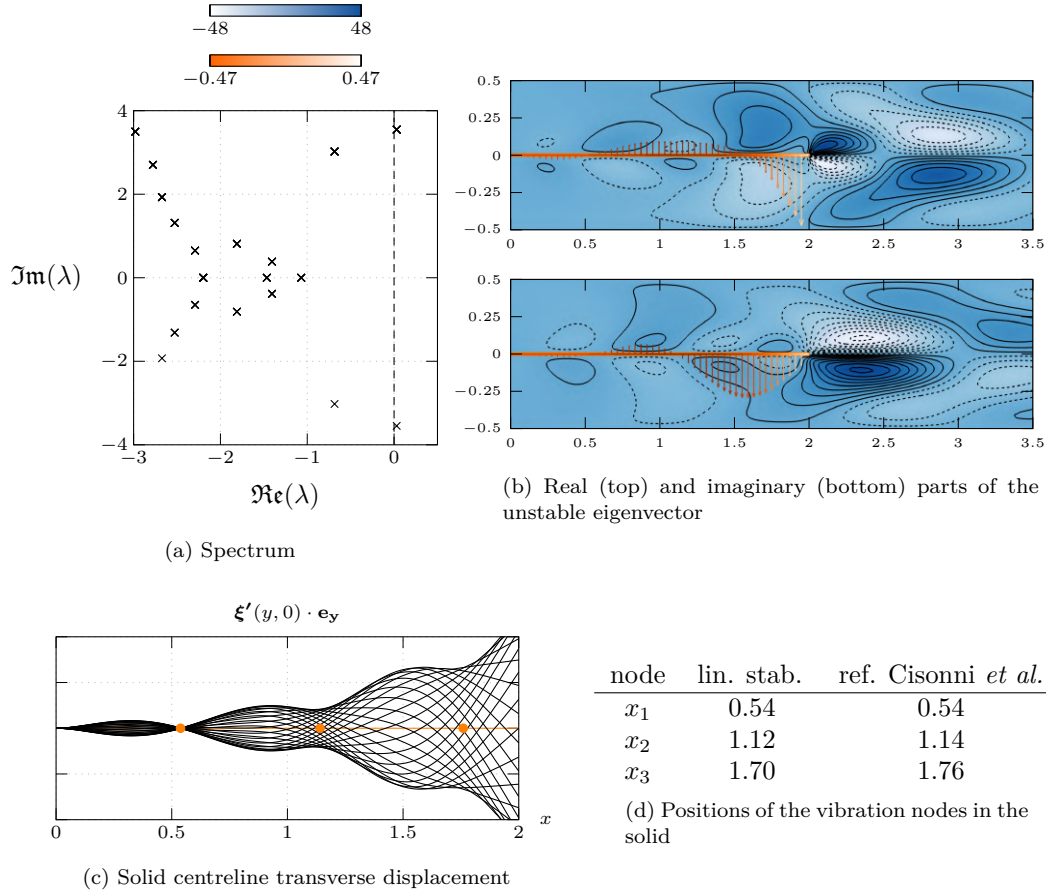 −48 48
−0.47 0.47
4
2
0
−2
−4
−3 −2 −1 0
ℑm(λ)
ℜe(λ)
(a) Spectrum
0.5
0.25
0
−0.25
−0.5
0 0.5 1 1.5 2 2.5 3 3.5
0.5
0.25
0
−0.25
−0.5
0 0.5 1 1.5 2 2.5 3 3.5
(b) Real (top) and imaginary (bottom) parts of the
unstable eigenvector
ξ′(y, 0) · e_y
0 0.5 1 1.5 2
x
(c) Solid centreline transverse displacement
node lin. stab. ref. Cisonni et al.
x₁ 0.54 0.54
x₂ 1.12 1.14
x₃ 1.70 1.76
(d) Positions of the vibration nodes in the
solid